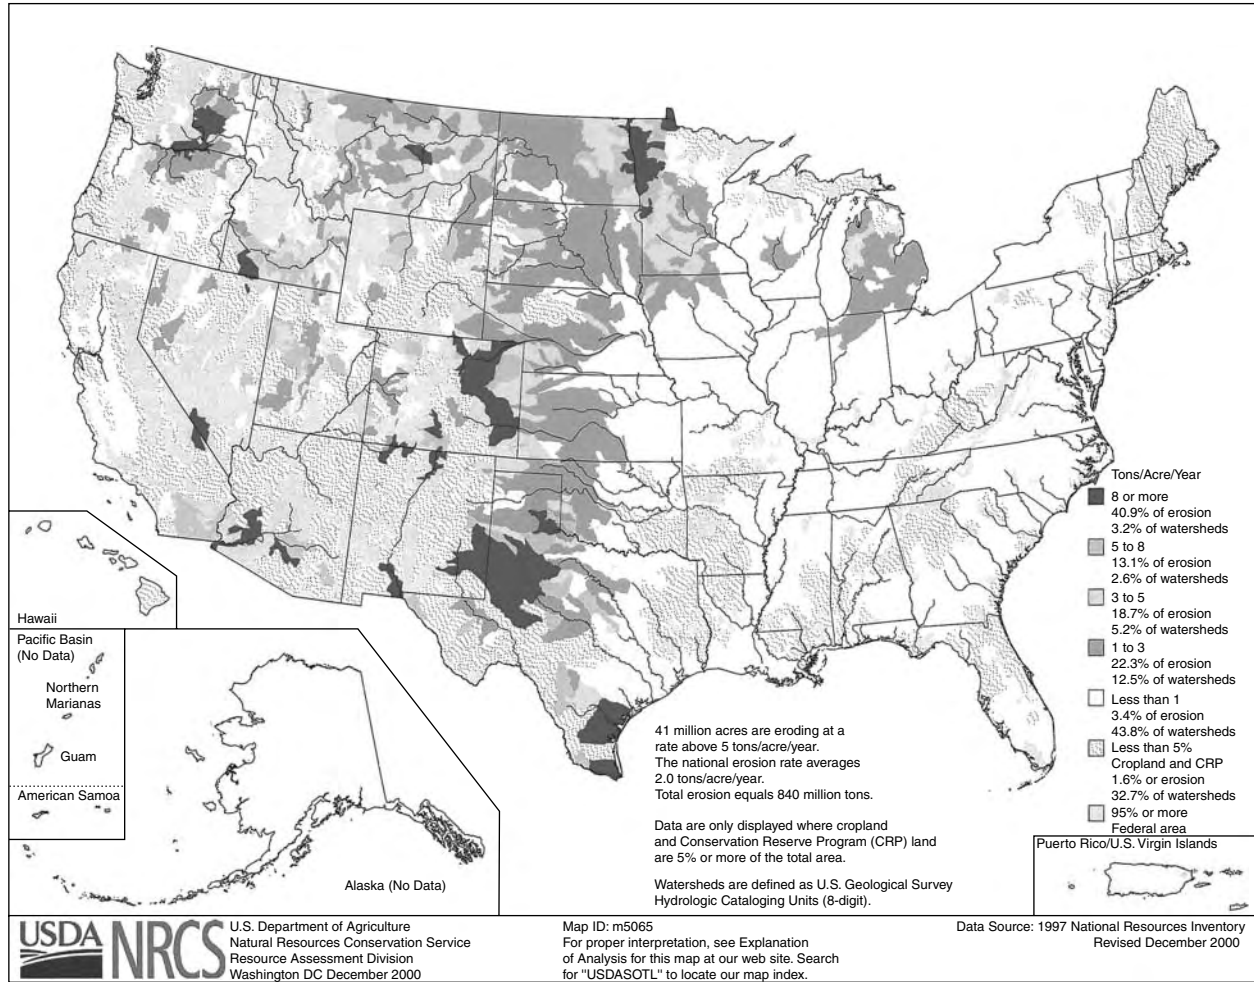 Tons/Acre/Year
8 or more
40.9% of erosion
3.2% of watersheds
5 to 8
13.1% of erosion
2.6% of watersheds
3 to 5
18.7% of erosion
5.2% of watersheds
1 to 3
22.3% of erosion
12.5% of watersheds
Less than 1
3.4% of erosion
43.8% of watersheds
Less than 5%
Cropland and CRP
1.6% or erosion
32.7% of watersheds
95% or more
Federal area
Hawaii
Pacific Basin
(No Data)
Northern
Marianas
Guam
American Samoa
Alaska (No Data)
41 million acres are eroding at a
rate above 5 tons/acre/year.
The national erosion rate averages
2.0 tons/acre/year.
Total erosion equals 840 million tons.
Data are only displayed where cropland
and Conservation Reserve Program (CRP) land
are 5% or more of the total area.
Watersheds are defined as U.S. Geological Survey
Hydrologic Cataloging Units (8-digit).
Puerto Rico/U.S. Virgin Islands
USDA NRCS
U.S. Department of Agriculture
Natural Resources Conservation Service
Resource Assessment Division
Washington DC December 2000
Map ID: m5065
For proper interpretation, see Explanation
of Analysis for this map at our web site. Search
for "USDASOTL" to locate our map index.
Data Source: 1997 National Resources Inventory
Revised December 2000